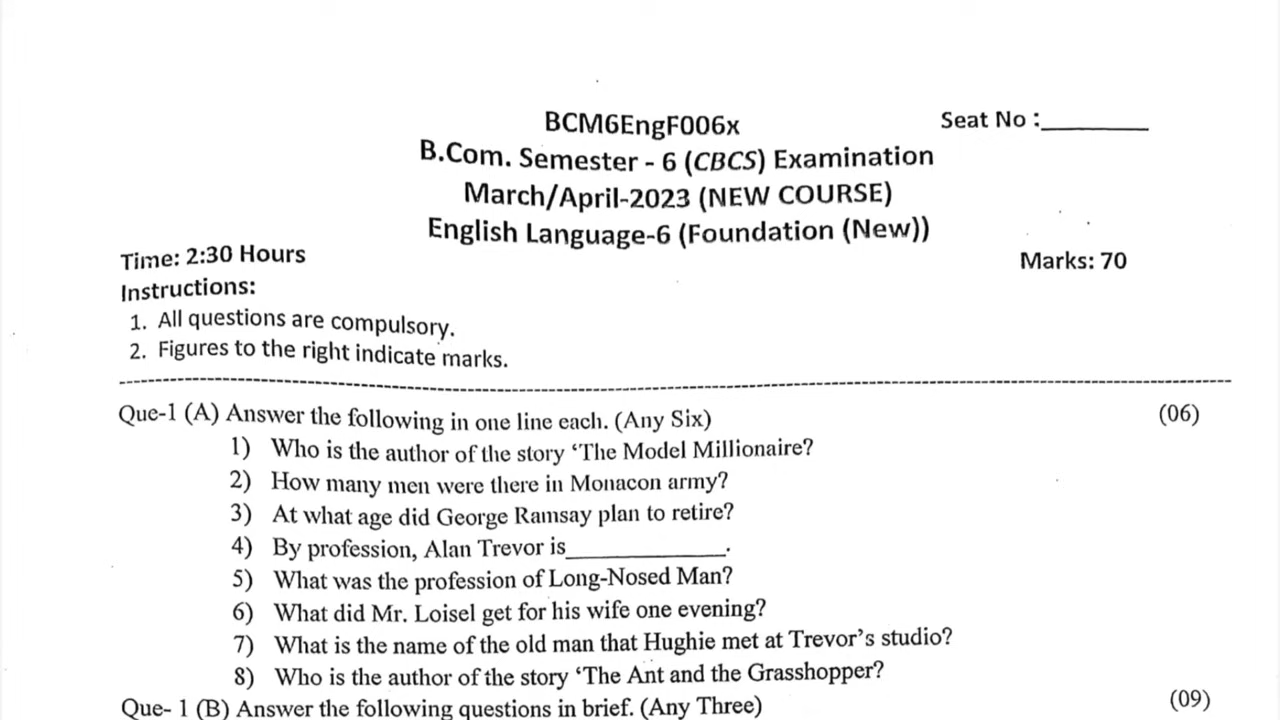 BCM6EngF006x
Seat No :_________
B.Com. Semester - 6 (CBCS) Examination
March/April-2023 (NEW COURSE)
English Language-6 (Foundation (New))
Time: 2:30 Hours
Marks: 70
Instructions:
1. All questions are compulsory.
2. Figures to the right indicate marks.
Que-1 (A) Answer the following in one line each. (Any Six) (06)
1) Who is the author of the story ‘The Model Millionaire?
2) How many men were there in Monacon army?
3) At what age did George Ramsay plan to retire?
4) By profession, Alan Trevor is______________.
5) What was the profession of Long-Nosed Man?
6) What did Mr. Loisel get for his wife one evening?
7) What is the name of the old man that Hughie met at Trevor’s studio?
8) Who is the author of the story ‘The Ant and the Grasshopper?
Que- 1 (B) Answer the following questions in brief. (Any Three) (09)